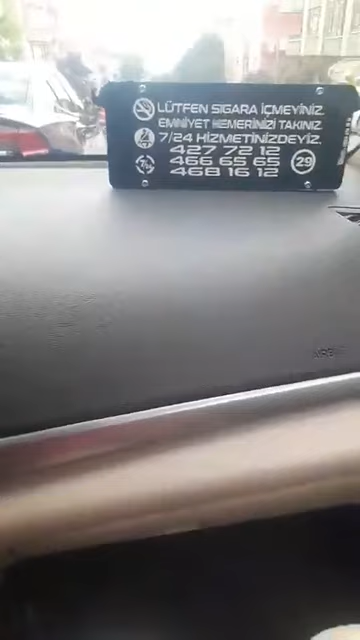 LÜTFEN SIGARA İÇMEYİNİZ.
EMNİYET KEMERİNİZİ TAKINIZ.
7/24 HİZMETİNİZDEYİZ.
427 72 12
466 65 65
29
468 16 12